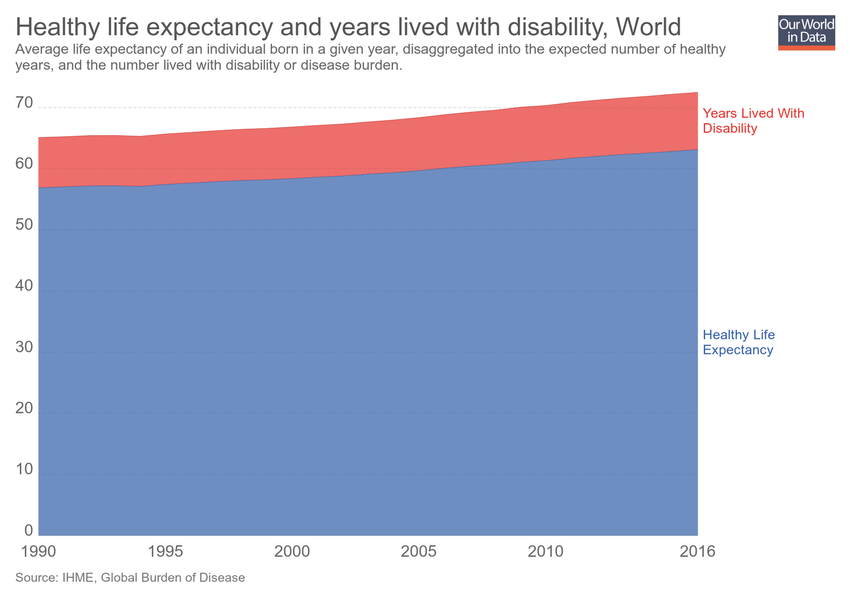 Healthy life expectancy and years lived with disability, World
Our World
in Data
Average life expectancy of an individual born in a given year, disaggregated into the expected number of healthy
years, and the number lived with disability or disease burden.
70
Years Lived With
Disability
60
50
40
Healthy Life
Expectancy
30
20
10
0
1990 1995 2000 2005 2010 2016
Source: IHME, Global Burden of Disease